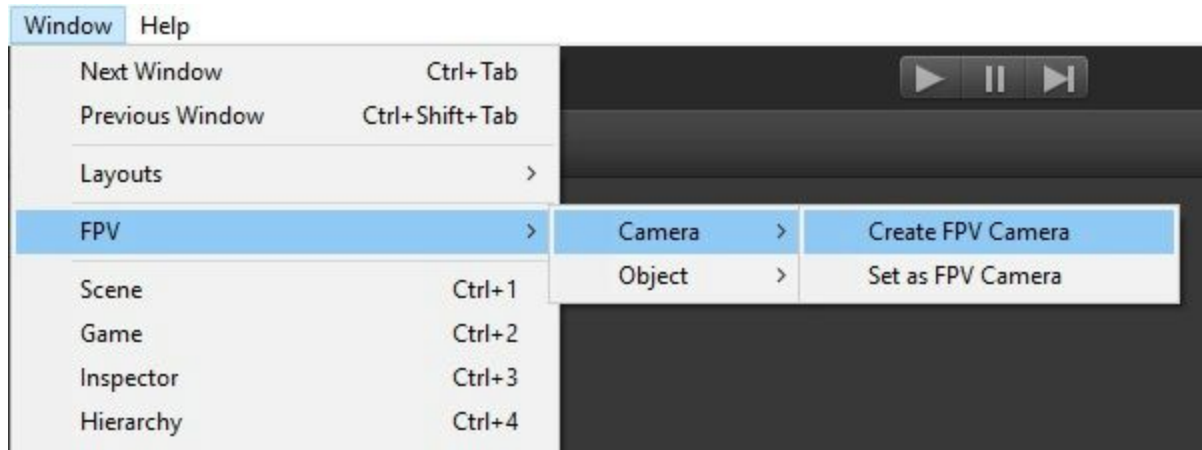 Window Help
Next Window Ctrl+Tab
Previous Window Ctrl+Shift+Tab
Layouts >
FPV > Camera > Create FPV Camera
Object > Set as FPV Camera
Scene Ctrl+1
Game Ctrl+2
Inspector Ctrl+3
Hierarchy Ctrl+4